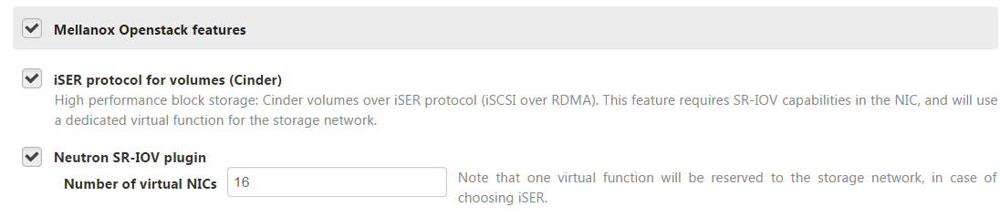 Mellanox Openstack features
iSER protocol for volumes (Cinder)
High performance block storage: Cinder volumes over iSER protocol (iSCSI over RDMA). This feature requires SR-IOV capabilities in the NIC, and will use
a dedicated virtual function for the storage network.
Neutron SR-IOV plugin
Number of virtual NICs 16 Note that one virtual function will be reserved to the storage network, in case of
choosing iSER.